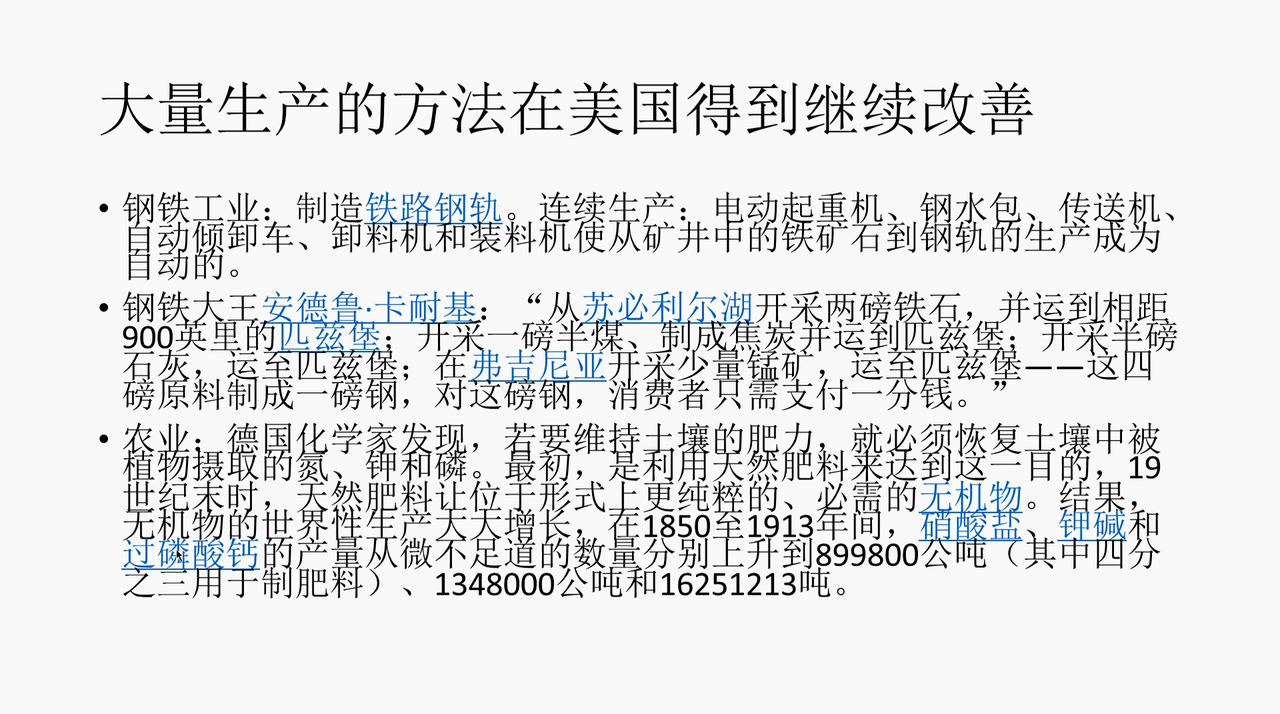 大量生产的方法在美国得到继续改善
• 钢铁工业：制造铁路钢轨。连续生产：电动起重机、钢水包、传送机、
自动倾卸车、卸料机和装料机使从矿井中的铁矿石到钢轨的生产成为
自动的。
• 钢铁大王安德鲁·卡耐基：“从苏必利尔湖开采两磅铁石，并运到相距
900英里的匹兹堡；开采一磅半煤、制成焦炭并运到匹兹堡；开采半磅
石灰，运至匹兹堡；在弗吉尼亚开采少量锰矿，运至匹兹堡——这四
磅原料制成一磅钢，对这磅钢，消费者只需支付一分钱。”
• 农业：德国化学家发现，若要维持土壤的肥力，就必须恢复土壤中被
植物摄取的氮、钾和磷。最初，是利用天然肥料来达到这一目的，19
世纪末时，天然肥料让位于形式上更纯粹的、必需的无机物。结果，
无机物的世界性生产大大增长，在1850至1913年间，硝酸盐、钾碱和
过磷酸钙的产量从微不足道的数量分别上升到899800公吨（其中四分
之三用于制肥料）、1348000公吨和16251213吨。